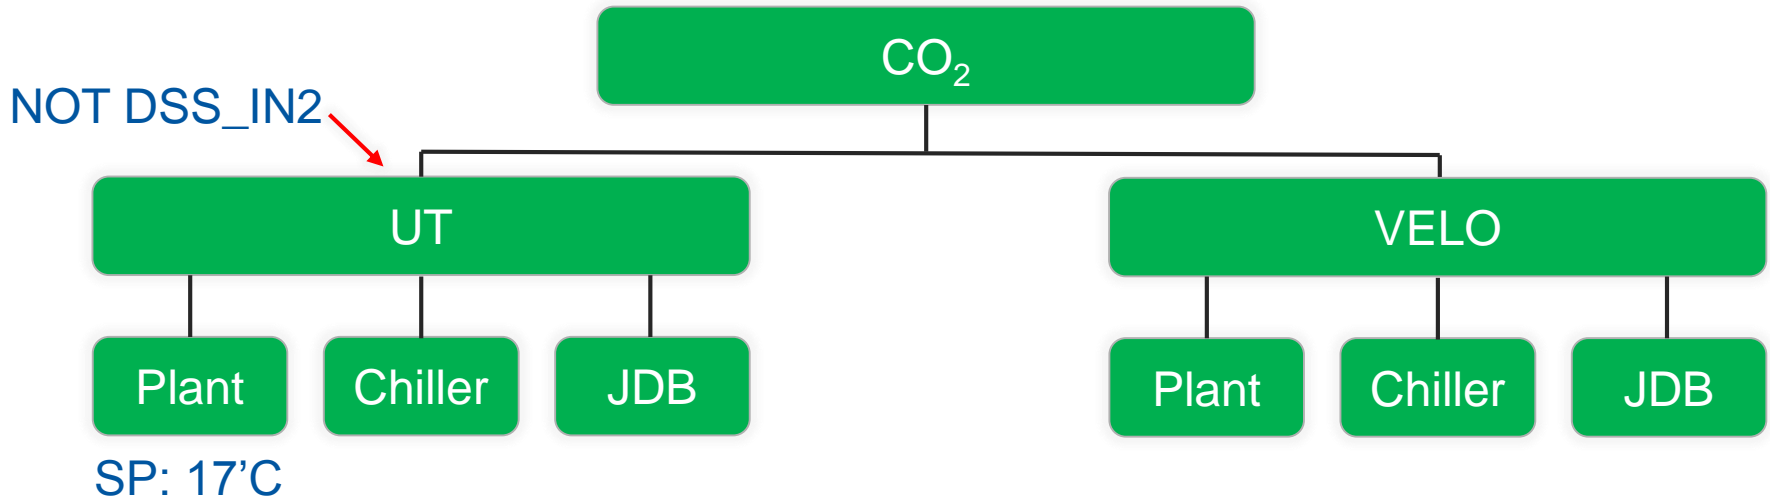 CO₂
NOT DSS_IN2
UT
VELO
Plant
Chiller
JDB
Plant
Chiller
JDB
SP: 17’C